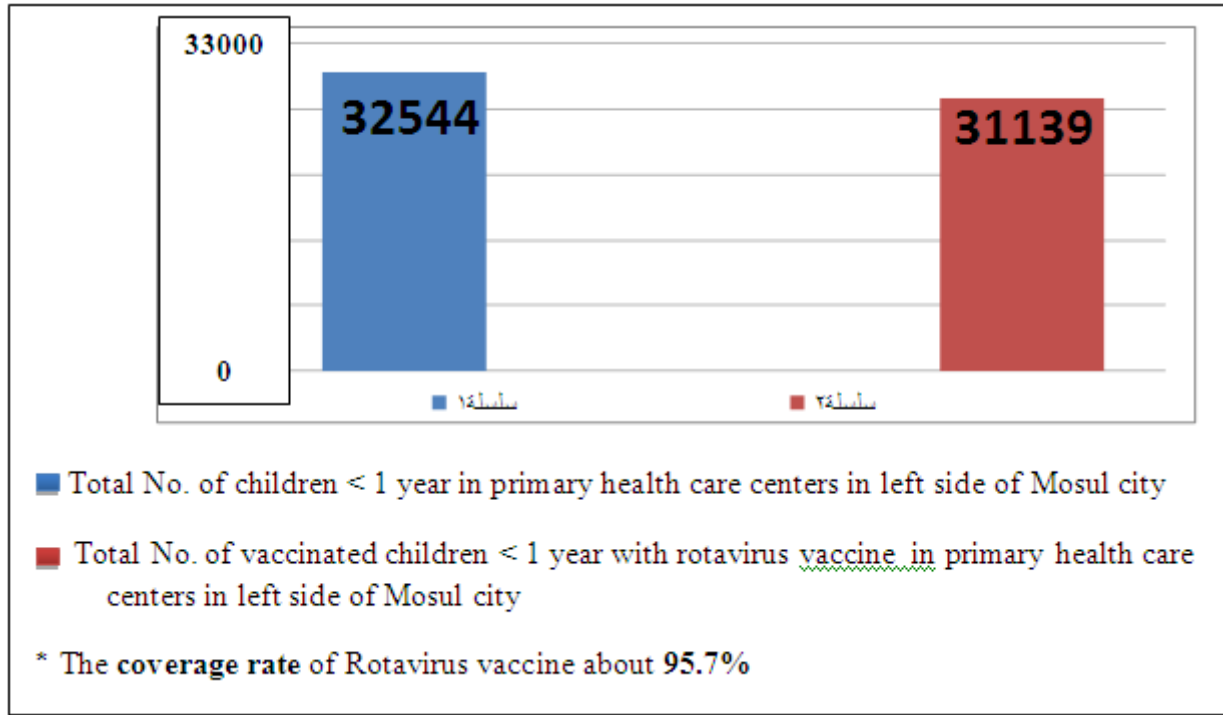 33000
32544
31139
0
سلسلة١
سلسلة٢
Total No. of children < 1 year in primary health care centers in left side of Mosul city
Total No. of vaccinated children < 1 year with rotavirus vaccine in primary health care
centers in left side of Mosul city
* The coverage rate of Rotavirus vaccine about 95.7%